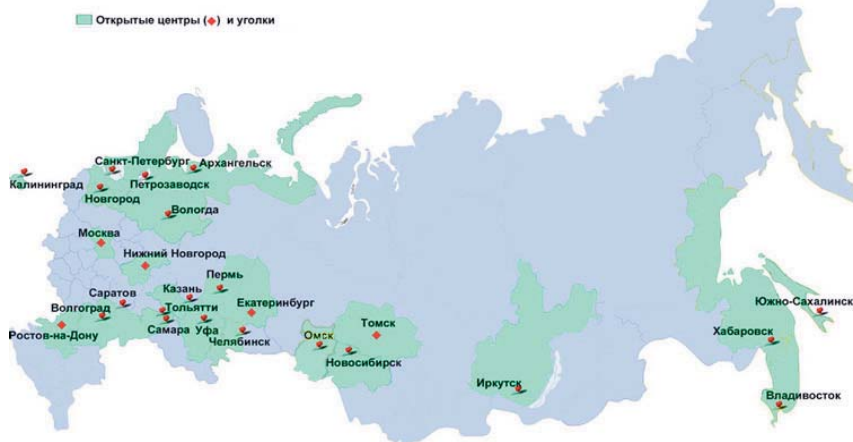 Открытые центры (◆) и уголки
Санкт-Петербург
Архангельск
Калининград
Петрозаводск
Новгород
Вологда
Москва
Нижний Новгород
Пермь
Казань
Саратов
Волгоград
Тольятти
Екатеринбург
Ростов-на-Дону
Самара
Уфа
Челябинск
Омск
Томск
Новосибирск
Иркутск
Южно-Сахалинск
Хабаровск
Владивосток